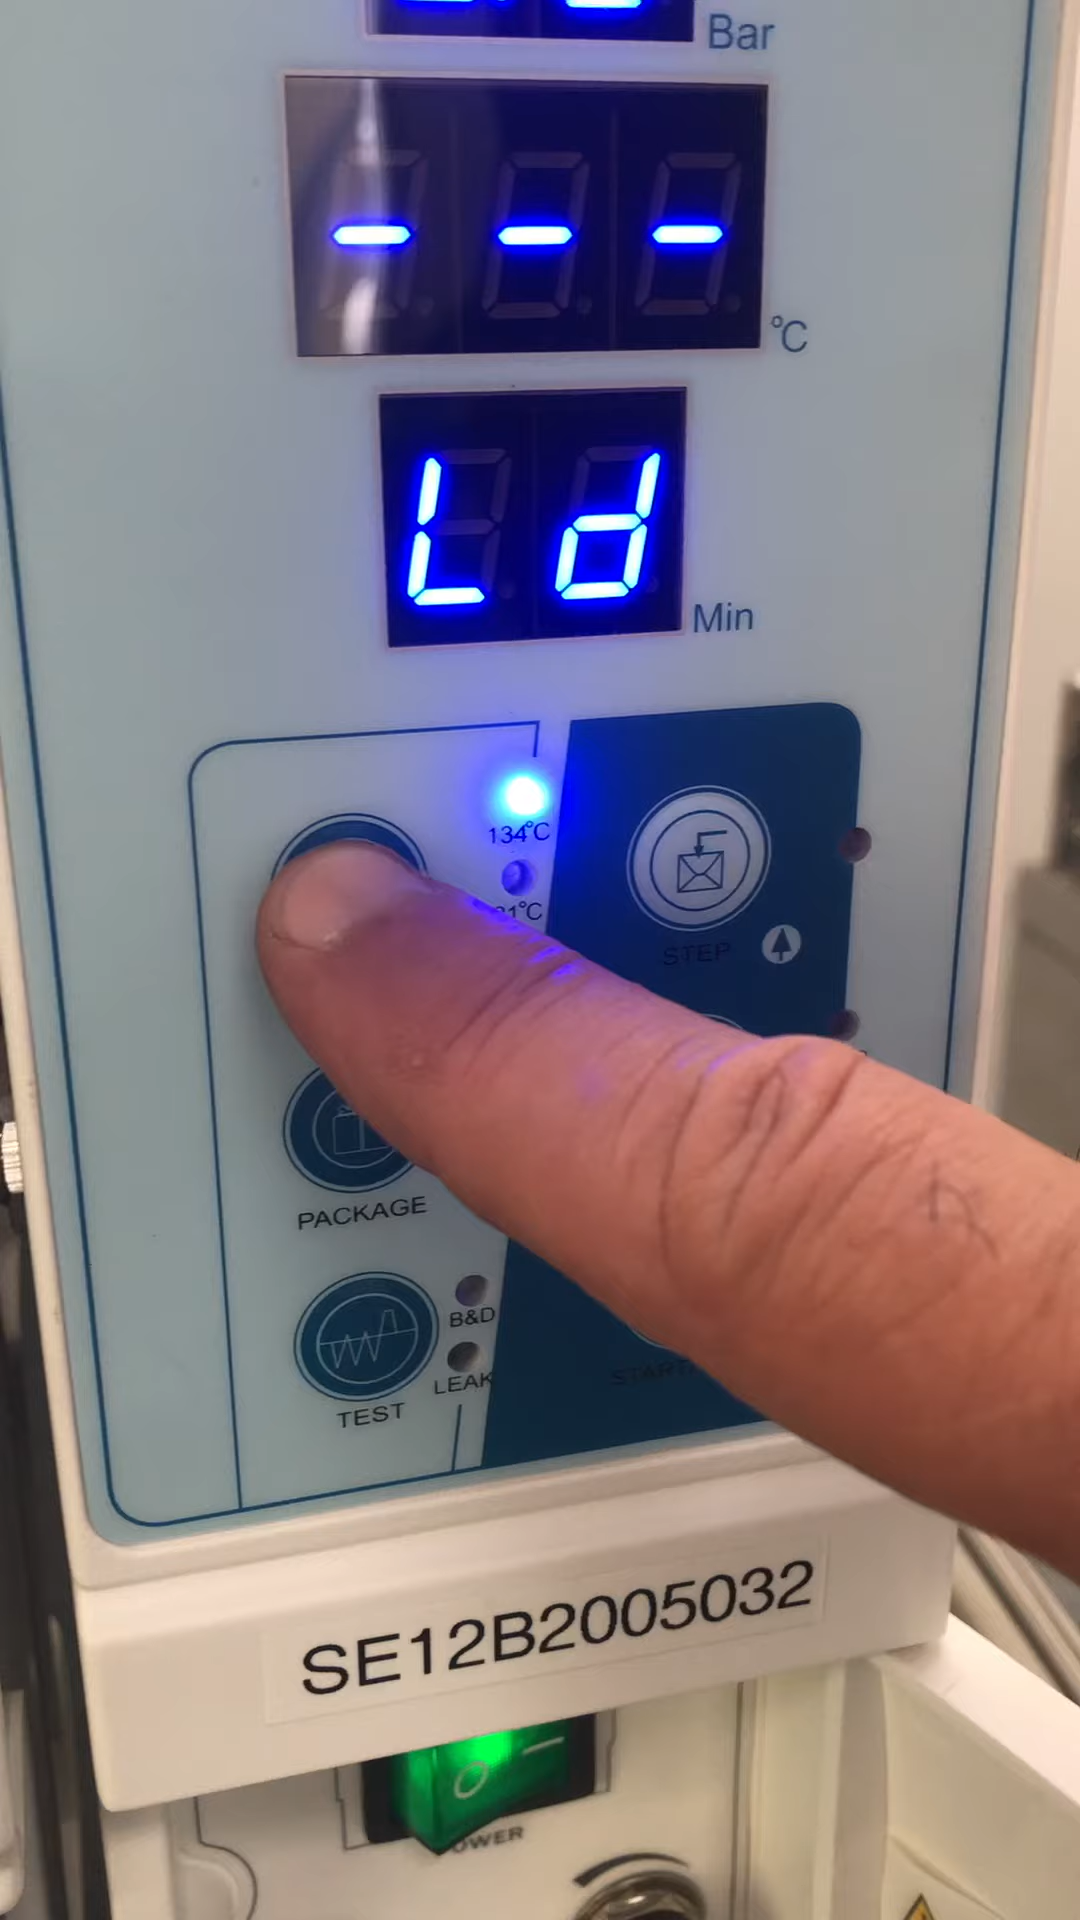 Bar
- - -
°C
Ld
Min
134°C
STEP
PACKAGE
B&D
LEAK
TEST
SE12B2005032